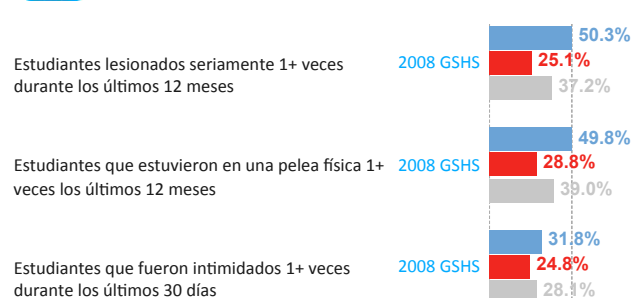 50.3%
Estudiantes lesionados seriamente 1+ veces 2008 GSHS 25.1%
durante los últimos 12 meses 37.2%
49.8%
Estudiantes que estuvieron en una pelea física 1+ 2008 GSHS 28.8%
veces los últimos 12 meses 39.0%
31.8%
Estudiantes que fueron intimidados 1+ veces 2008 GSHS 24.8%
durante los últimos 30 días 28.1%